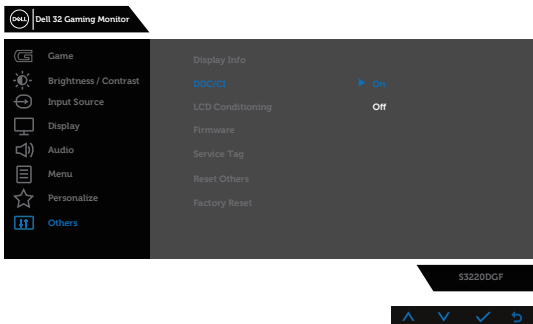 DELL Dell 32 Gaming Monitor
Game
Brightness / Contrast
Input Source
Display
Audio
Menu
Personalize
Others
Display Info
DDC/CI On
LCD Conditioning Off
Firmware
Service Tag
Reset Others
Factory Reset
S3220DGF